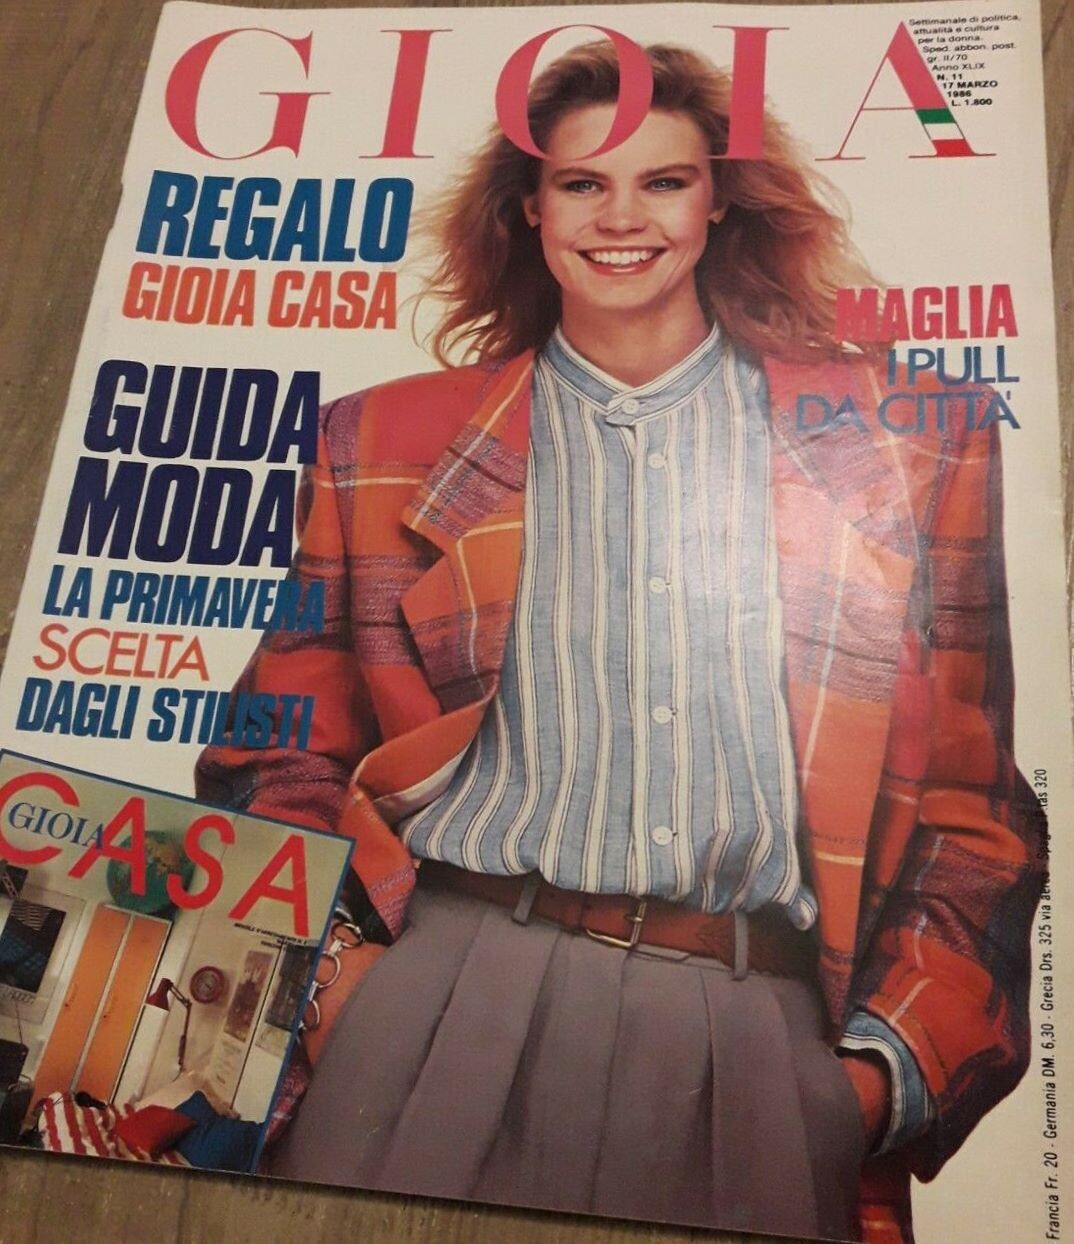 GIOIA
Settimanale di politica,
attualità e cultura
per la donna.
Sped. abbon. post.
gr. II/70
Anno XLIX
N. 11
17 MARZO
1986
L. 1.800
REGALO
GIOIA CASA
MAGLIA
I PULL
DA CITTÀ
GUIDA
MODA
LA PRIMAVERA
SCELTA
DAGLI STILISTI
CASA
GIOIA
Francia Fr. 20 - Germania DM. 6,30 - Grecia Drs. 325 via 320